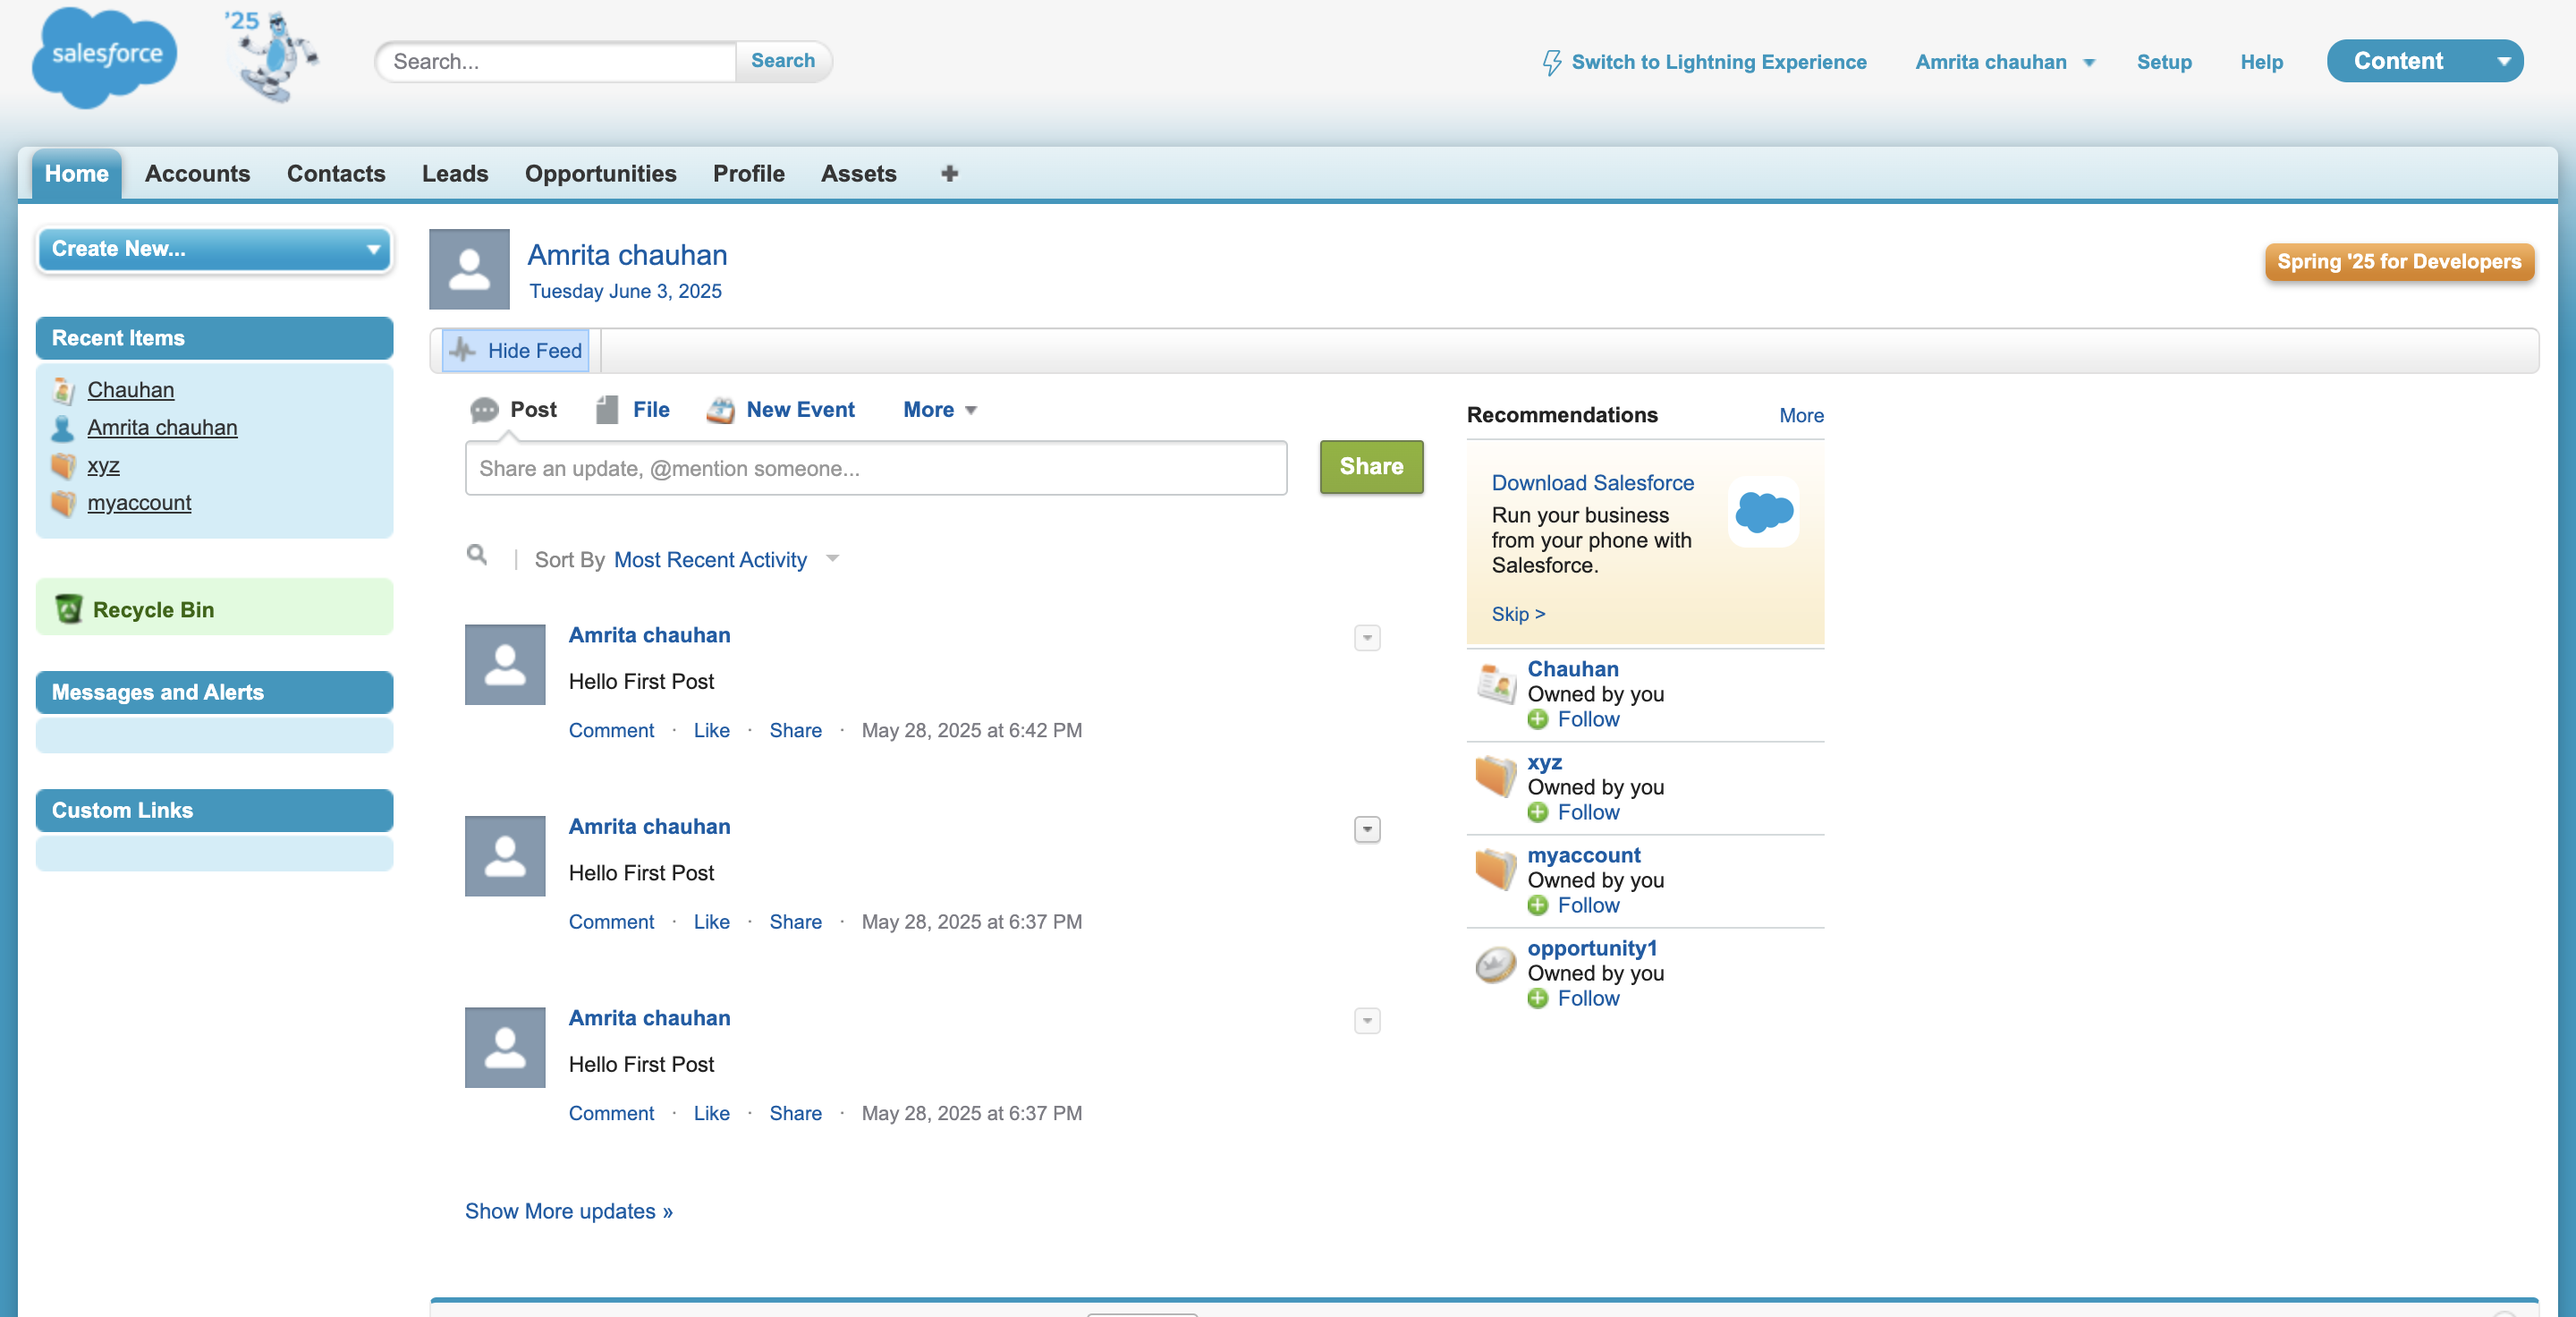 salesforce
'25
Search...
Search
Switch to Lightning Experience
Amrita chauhan
Setup
Help
Content
Home
Accounts
Contacts
Leads
Opportunities
Profile
Assets
Create New...
Recent Items
Chauhan
Amrita chauhan
xyz
myaccount
Recycle Bin
Messages and Alerts
Custom Links
Amrita chauhan
Tuesday June 3, 2025
Spring '25 for Developers
Hide Feed
Post
File
New Event
More
Share an update, @mention someone...
Share
Sort By Most Recent Activity
Amrita chauhan
Hello First Post
Comment · Like · Share · May 28, 2025 at 6:42 PM
Amrita chauhan
Hello First Post
Comment · Like · Share · May 28, 2025 at 6:37 PM
Amrita chauhan
Hello First Post
Comment · Like · Share · May 28, 2025 at 6:37 PM
Show More updates »
Recommendations
More
Download Salesforce
Run your business
from your phone with
Salesforce.
Skip >
Chauhan
Owned by you
Follow
xyz
Owned by you
Follow
myaccount
Owned by you
Follow
opportunity1
Owned by you
Follow